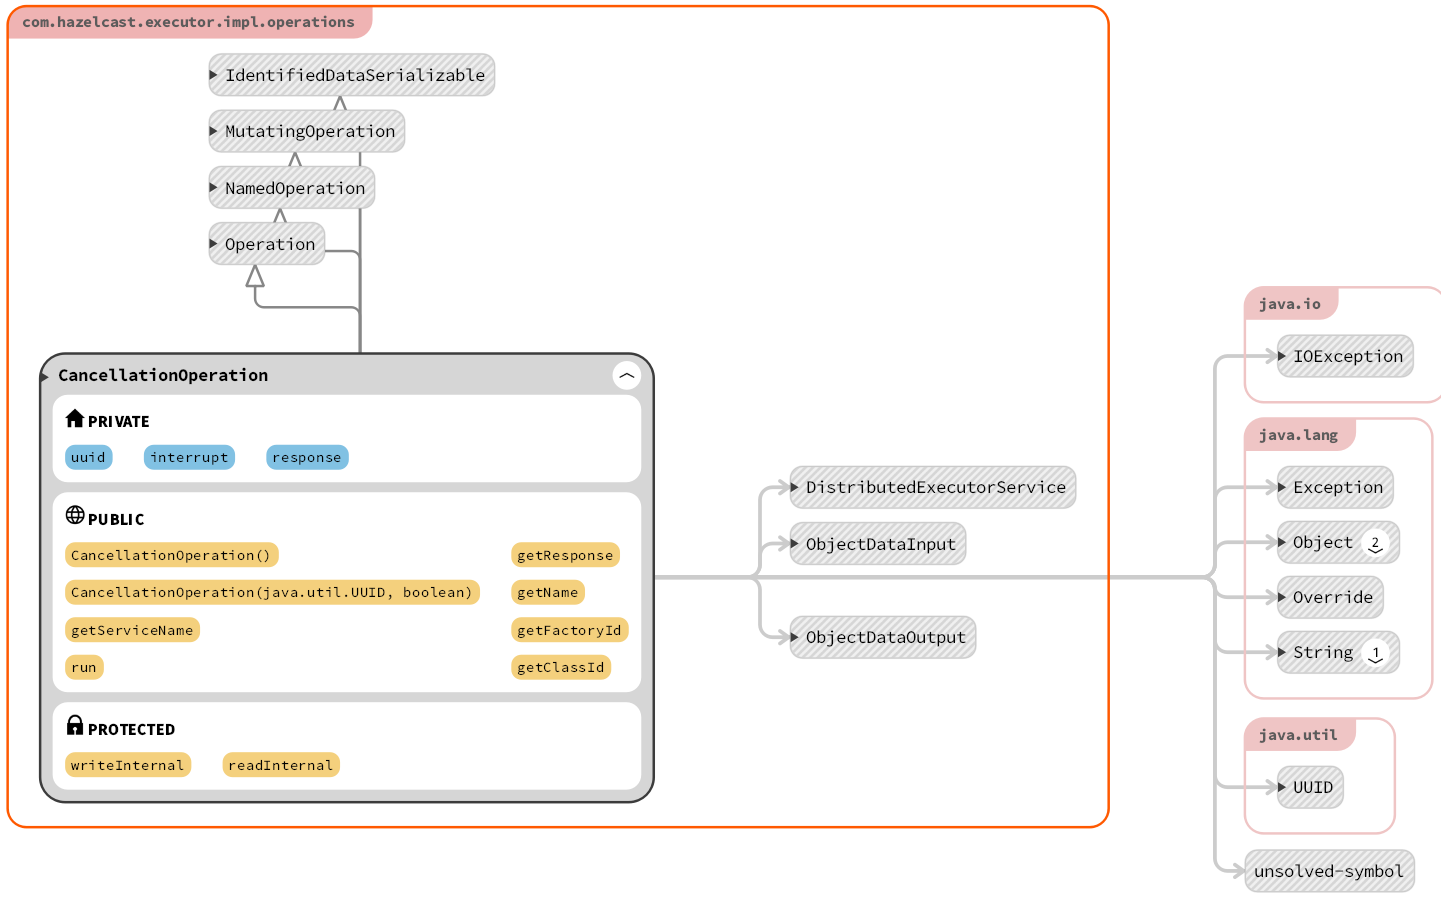 com.hazelcast.executor.impl.operations
IdentifiedDataSerializable
MutatingOperation
NamedOperation
Operation
CancellationOperation
PRIVATE
uuid interrupt response
PUBLIC
CancellationOperation() getResponse
CancellationOperation(java.util.UUID, boolean) getName
getServiceName getFactoryId
run getClassId
PROTECTED
writeInternal readInternal
DistributedExecutorService
ObjectDataInput
ObjectDataOutput
java.io
IOException
java.lang
Exception
Object 2
Override
String 1
java.util
UUID
unsolved-symbol